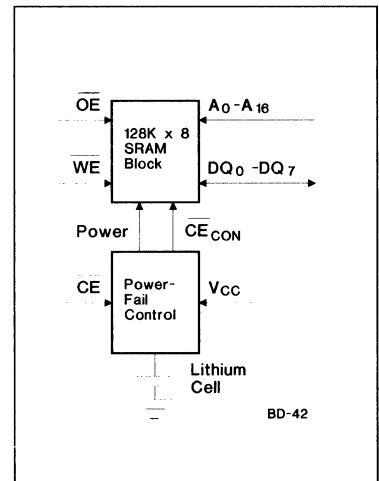 OE A0-A16
128K x 8
SRAM
Block
WE DQ0-DQ7
Power CECON
CE Power-
Fail
Control VCC
Lithium
Cell
BD-42